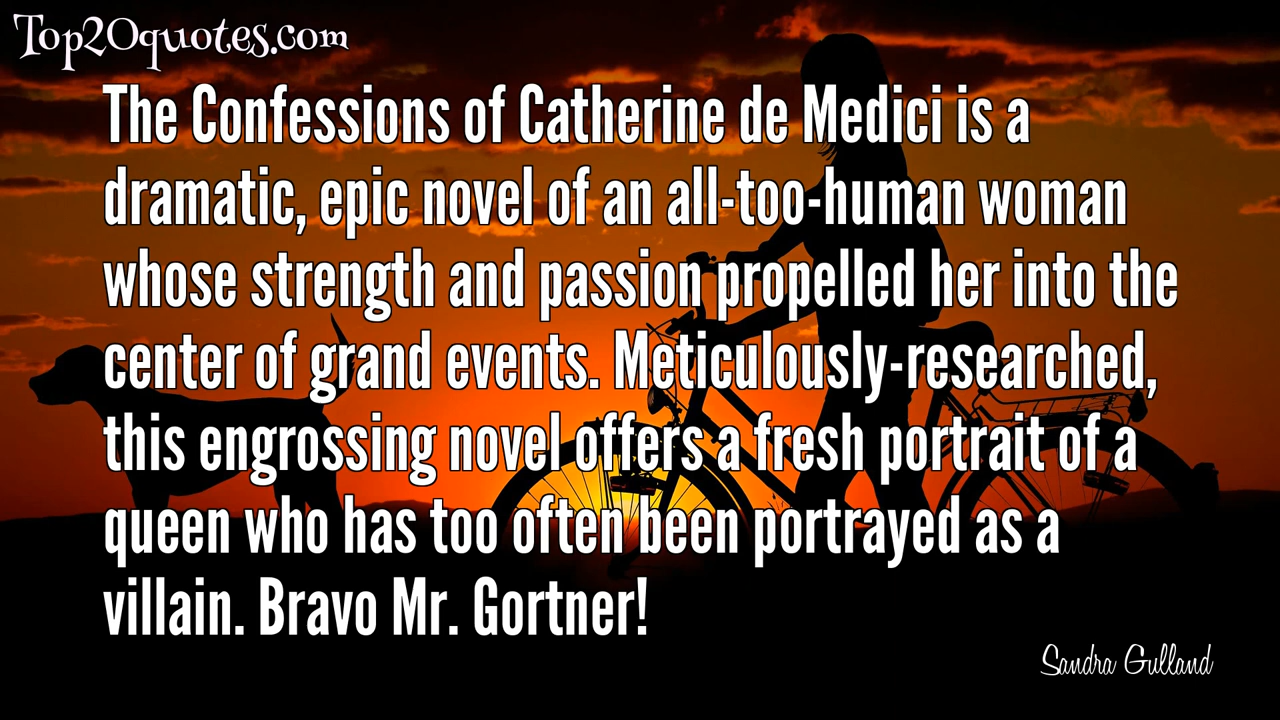 Top20quotes.com
The Confessions of Catherine de Medici is a
dramatic, epic novel of an all-too-human woman
whose strength and passion propelled her into the
center of grand events. Meticulously-researched,
this engrossing novel offers a fresh portrait of a
queen who has too often been portrayed as a
villain. Bravo Mr. Gortner!
Sandra Gulland